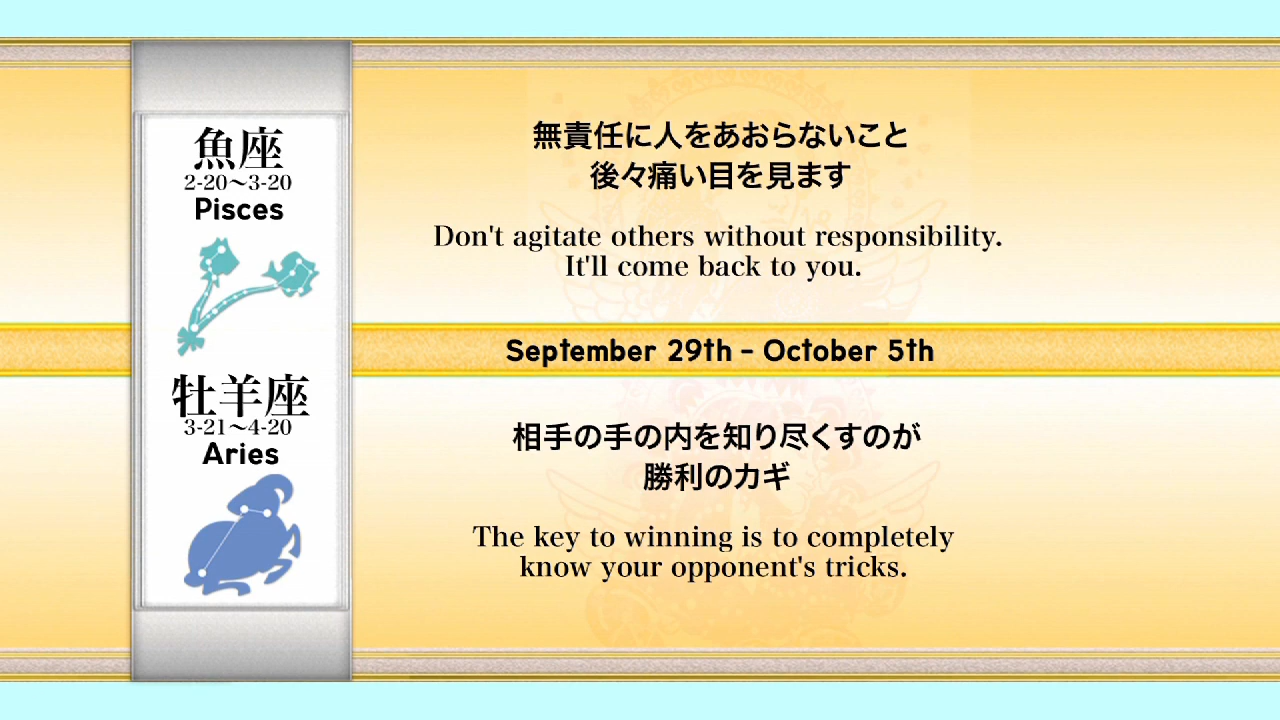 魚座
2-20〜3-20
Pisces
無責任に人をあおらないこと
後々痛い目を見ます
Don't agitate others without responsibility.
It'll come back to you.
September 29th - October 5th
牡羊座
3-21〜4-20
Aries
相手の手の内を知り尽くすのが
勝利のカギ
The key to winning is to completely
know your opponent's tricks.